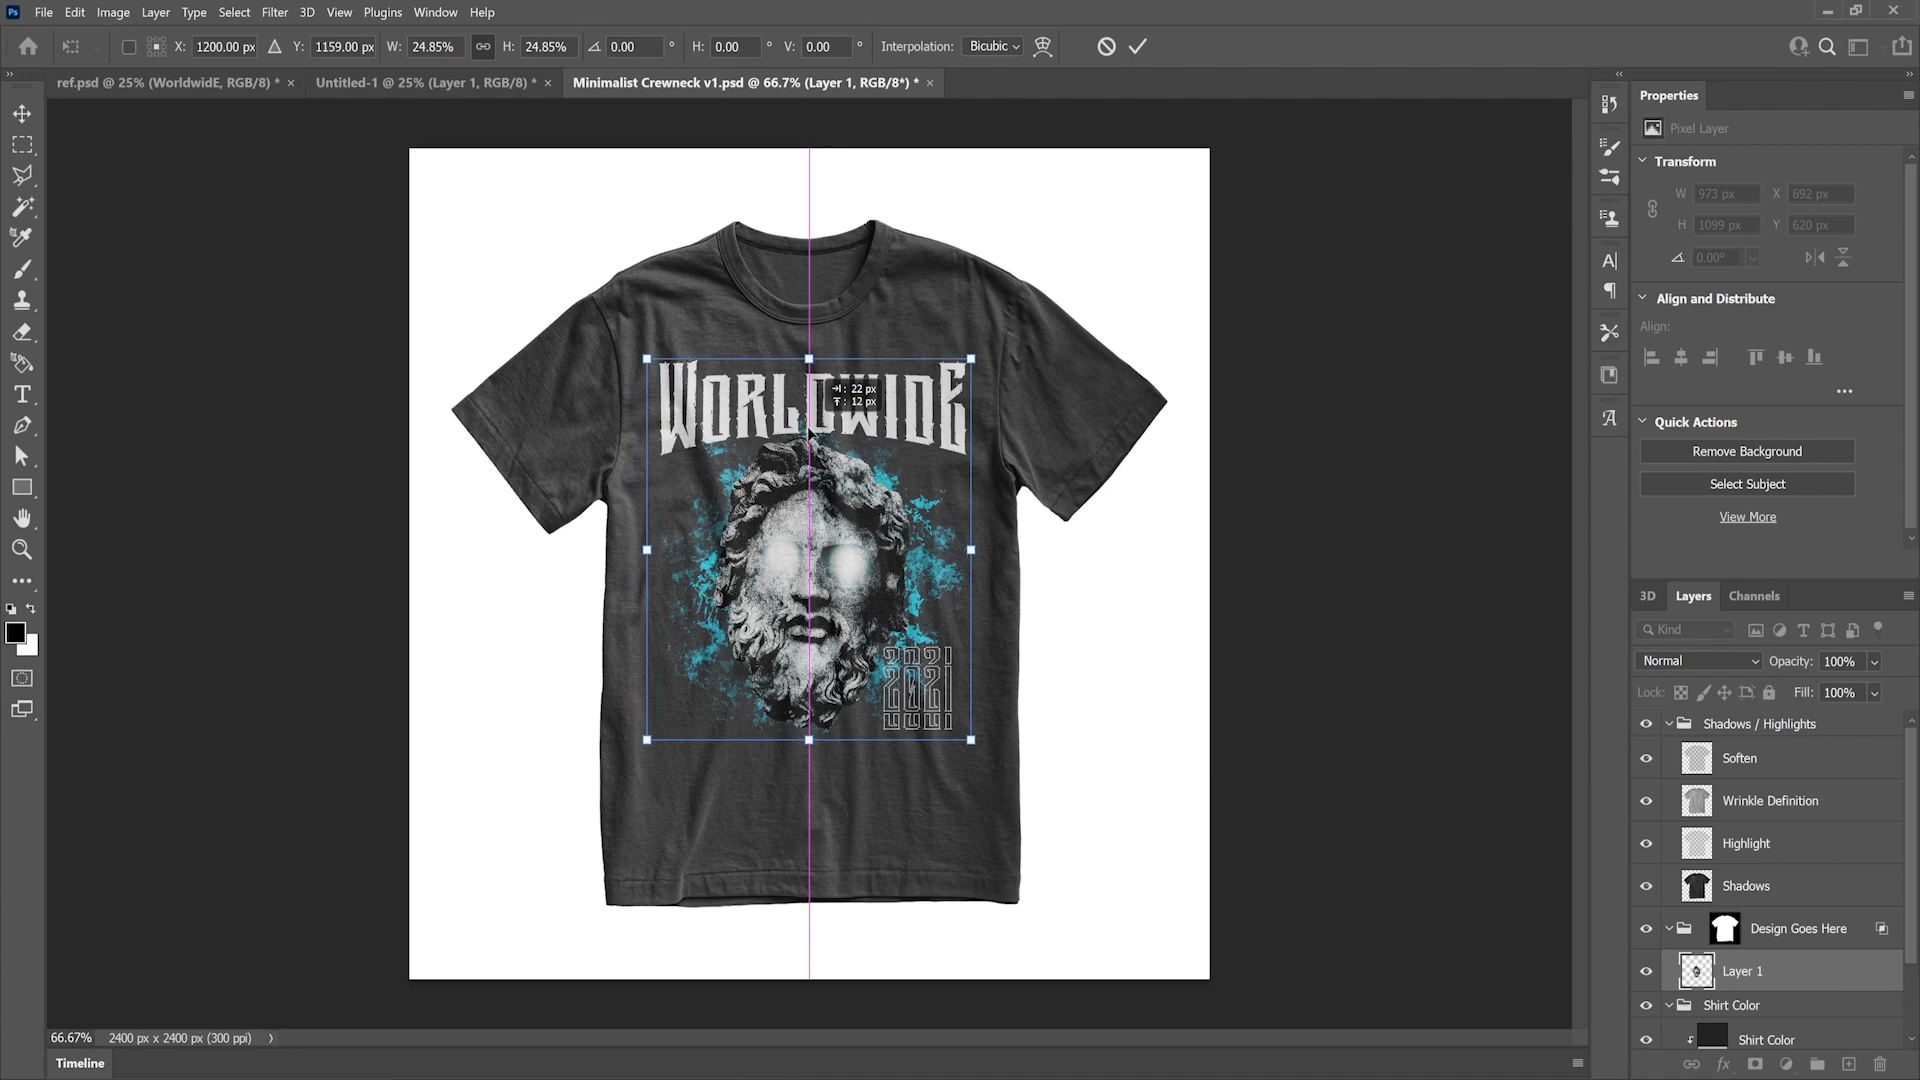 Ps File Edit Image Layer Type Select Filter 3D View Plugins Window Help
X: 1200.00 px Y: 1159.00 px W: 24.85% H: 24.85% 0.00 ° H: 0.00 ° V: 0.00 ° Interpolation: Bicubic
ref.psd @ 25% (WorldwidE, RGB/8) * × Untitled-1 @ 25% (Layer 1, RGB/8) * × Minimalist Crewneck v1.psd @ 66.7% (Layer 1, RGB/8*) * ×
Properties
Pixel Layer
Transform
W 973 px X 692 px
H 1099 px Y 620 px
0.00°
Align and Distribute
Align:
Quick Actions
Remove Background
Select Subject
View More
WORLDWIDE
: 22 px
: 12 px
2021
2021
2021
3D Layers Channels
Kind
Normal Opacity: 100%
Lock: Fill: 100%
Shadows / Highlights
Soften
Wrinkle Definition
Highlight
Shadows
Design Goes Here
Layer 1
Shirt Color
Shirt Color
fx
66.67% 2400 px x 2400 px (300 ppi)
Timeline